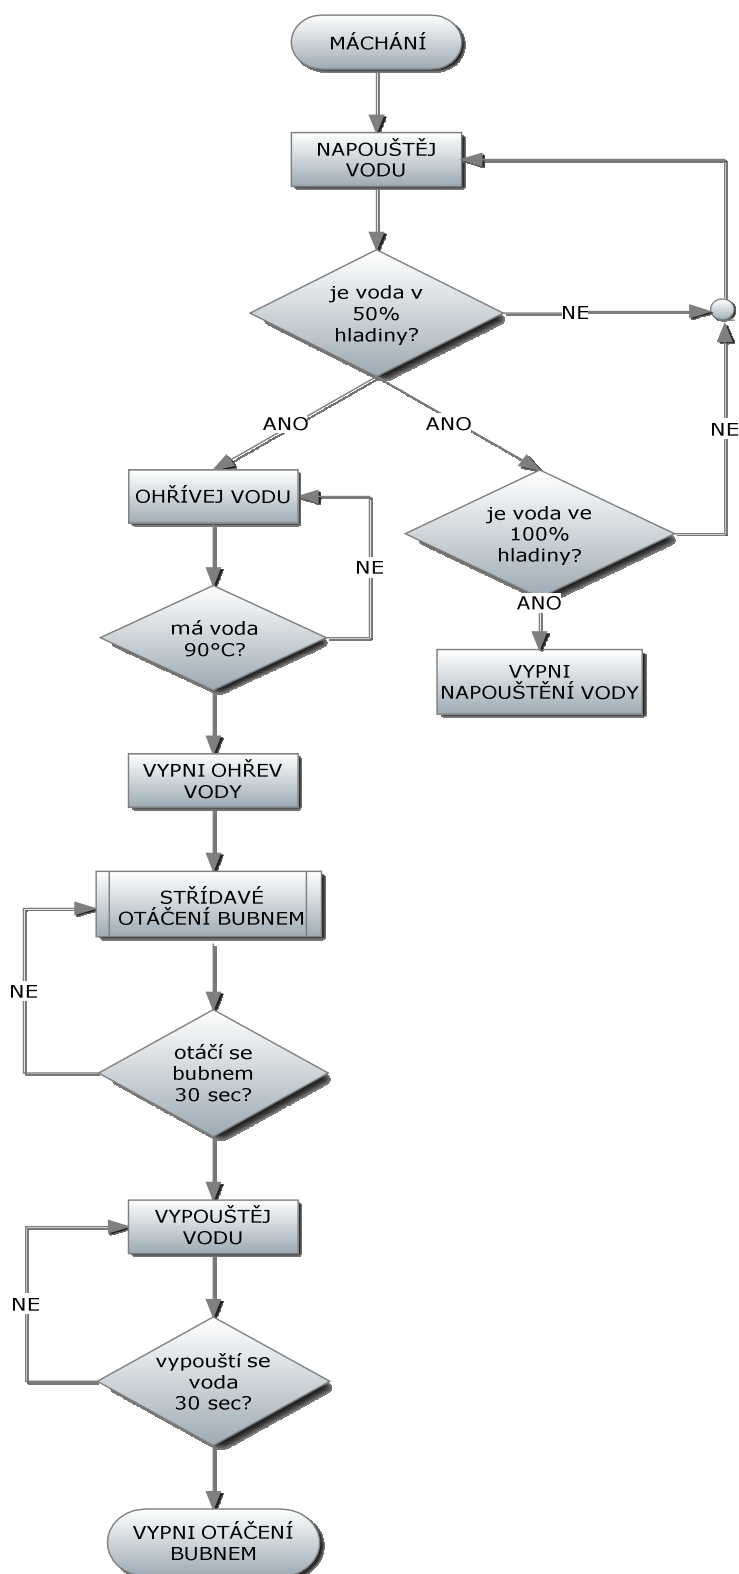 MÁCHÁNÍ
NAPOUŠTĚJ
VODU
je voda v
50%
hladiny?
NE
ANO
ANO
NE
OHŘÍVEJ VODU
je voda ve
100%
hladiny?
NE
ANO
má voda
90°C?
VYPNI
NAPOUŠTĚNÍ VODY
VYPNI OHŘEV
VODY
STŘÍDAVÉ
OTÁČENÍ BUBNEM
NE
otáčí se
bubnem
30 sec?
VYPOUŠTĚJ
VODU
NE
vypouští se
voda
30 sec?
VYPNI OTÁČENÍ
BUBNEM